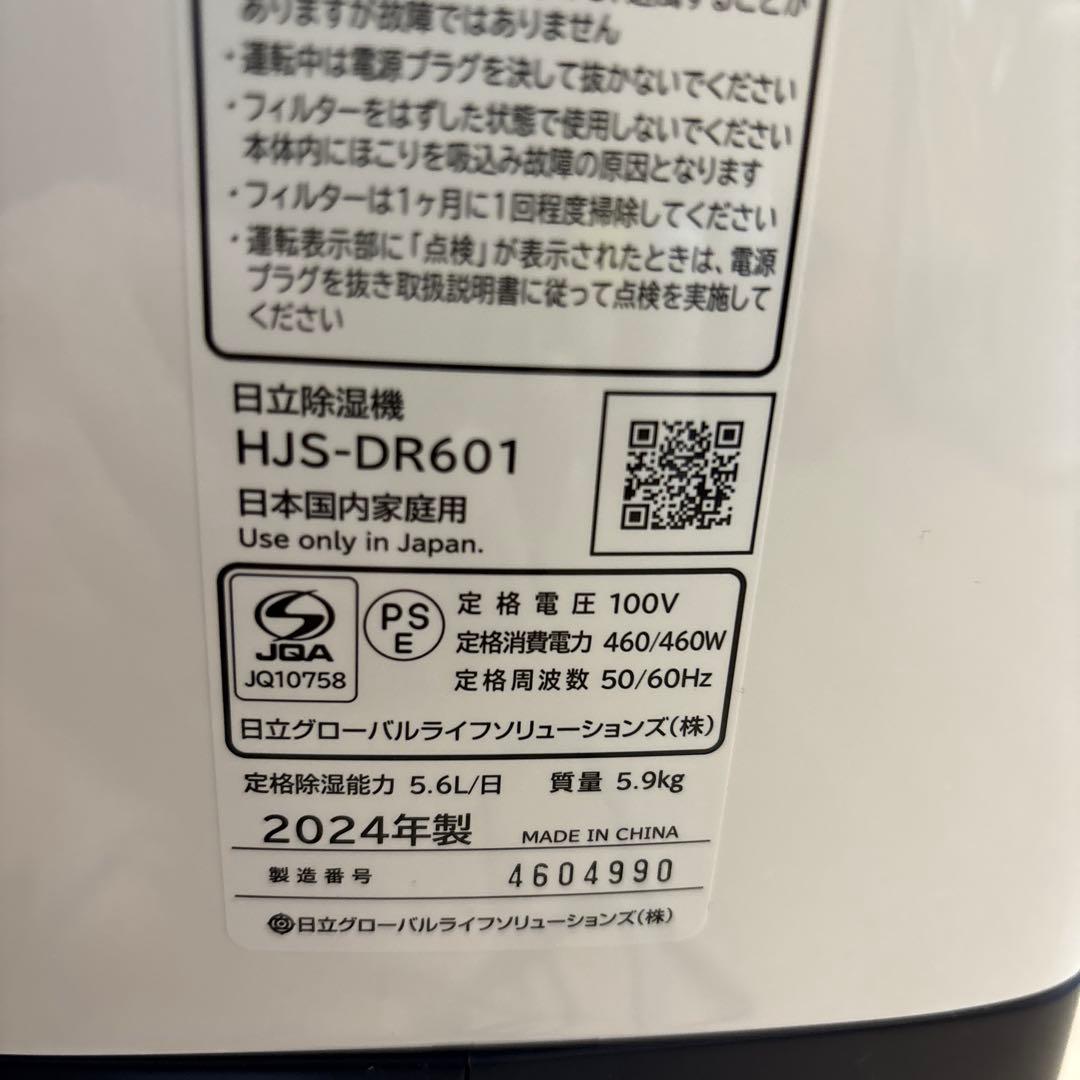 ありますが故障ではありません
・運転中は電源プラグを決して抜かないでください
・フィルターをはずした状態で使用しないでください
本体内にほこりを吸込み故障の原因となります
・フィルターは1ヶ月に1回程度掃除してください
・運転表示部に「点検」が表示されたときは、電源
プラグを抜き取扱説明書に従って点検を実施して
ください
日立除湿機
HJS-DR601
日本国内家庭用
Use only in Japan.
JQA
JQ10758
PS
E
定格電圧 100V
定格消費電力 460/460W
定格周波数 50/60Hz
日立グローバルライフソリューションズ(株)
定格除湿能力 5.6L/日 質量 5.9kg
2024年製 MADE IN CHINA
製造番号 4604990
日立グローバルライフソリューションズ(株)